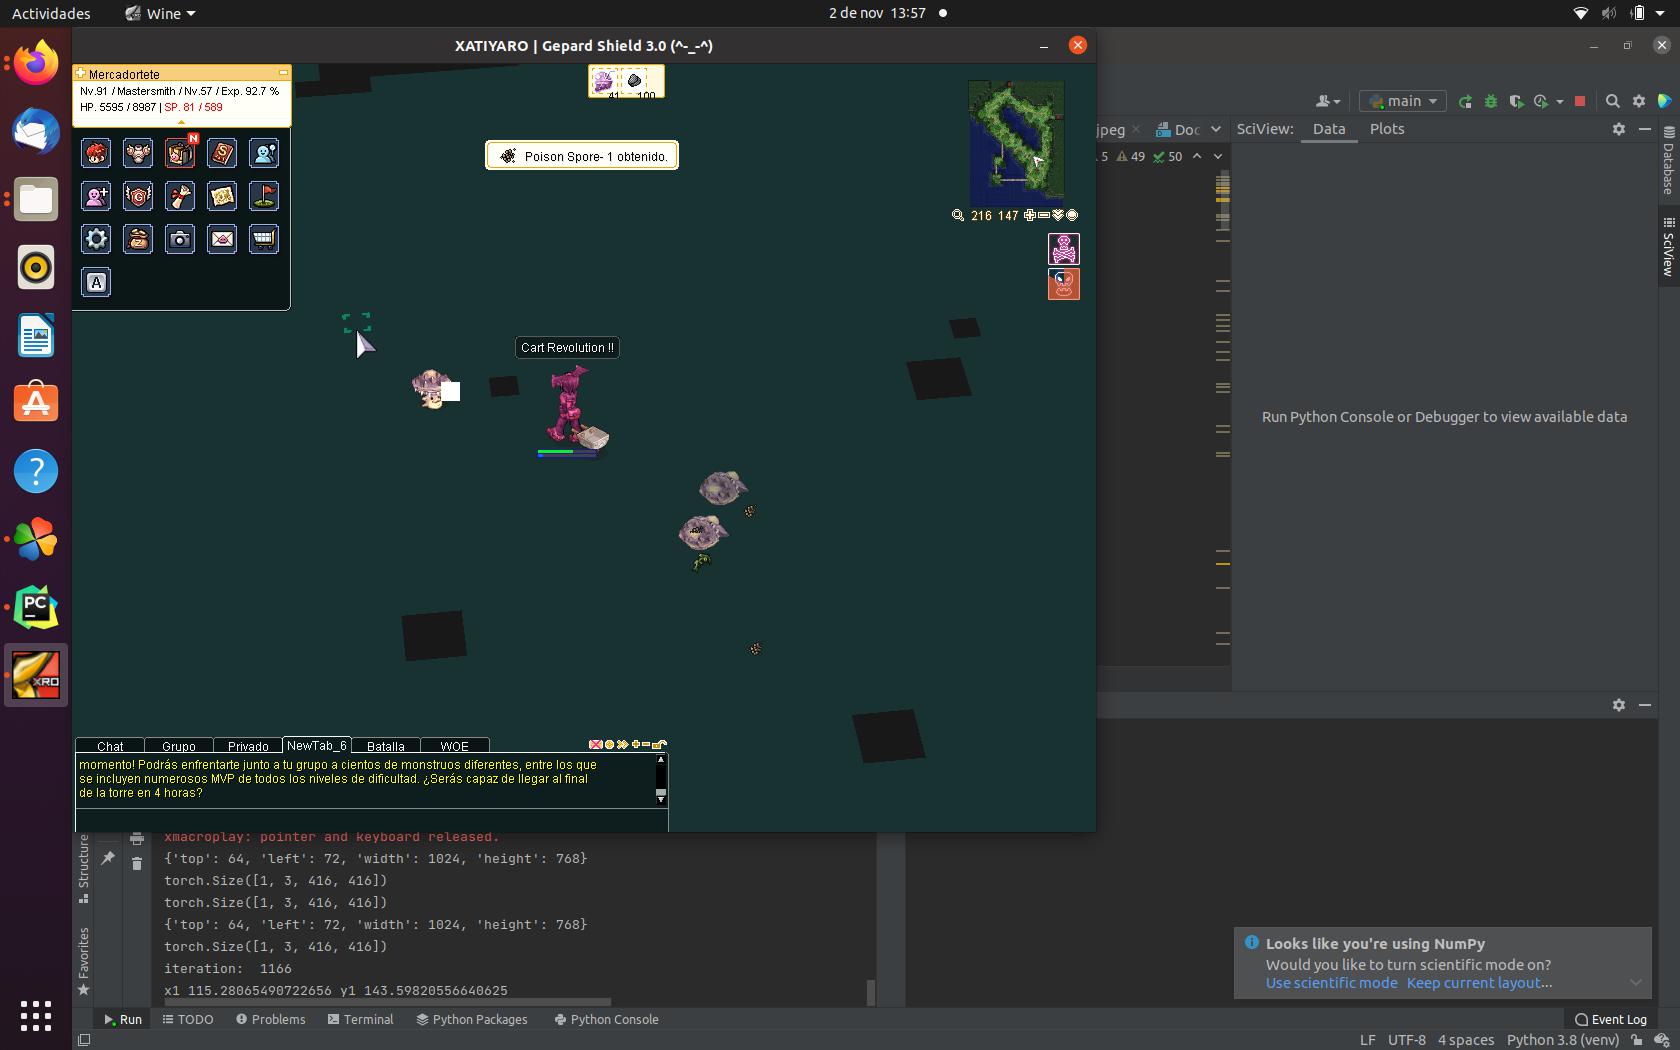 Actividades
Wine
2 de nov 13:57
XATIYARO | Gepard Shield 3.0 (^-_-^)
Mercadortete
Nv.91 / Mastersmith / Nv.57 / Exp. 92.7 %
HP. 5595 / 8987 | SP. 81 / 589
N
A
41
100
Poison Spore- 1 obtenido.
216 147
Cart Revolution !!
Chat
Grupo
Privado
NewTab_6
Batalla
WOE
momento! Podrás enfrentarte junto a tu grupo a cientos de monstruos diferentes, entre los que
se incluyen numerosos MVP de todos los niveles de dificultad. ¿Serás capaz de llegar al final
de la torre en 4 horas?
main
jpeg
Doc
SciView:
Data
Plots
5
49
50
Database
SciView
Run Python Console or Debugger to view available data
PC
XRO
Structure
Favorites
xmacroplay: pointer and keyboard released.
{'top': 64, 'left': 72, 'width': 1024, 'height': 768}
torch.Size([1, 3, 416, 416])
torch.Size([1, 3, 416, 416])
{'top': 64, 'left': 72, 'width': 1024, 'height': 768}
torch.Size([1, 3, 416, 416])
iteration:  1166
x1 115.28065490722656 y1 143.59820556640625
Looks like you're using NumPy
Would you like to turn scientific mode on?
Use scientific mode Keep current layout...
Run
TODO
Problems
Terminal
Python Packages
Python Console
Event Log
LF UTF-8 4 spaces Python 3.8 (venv)